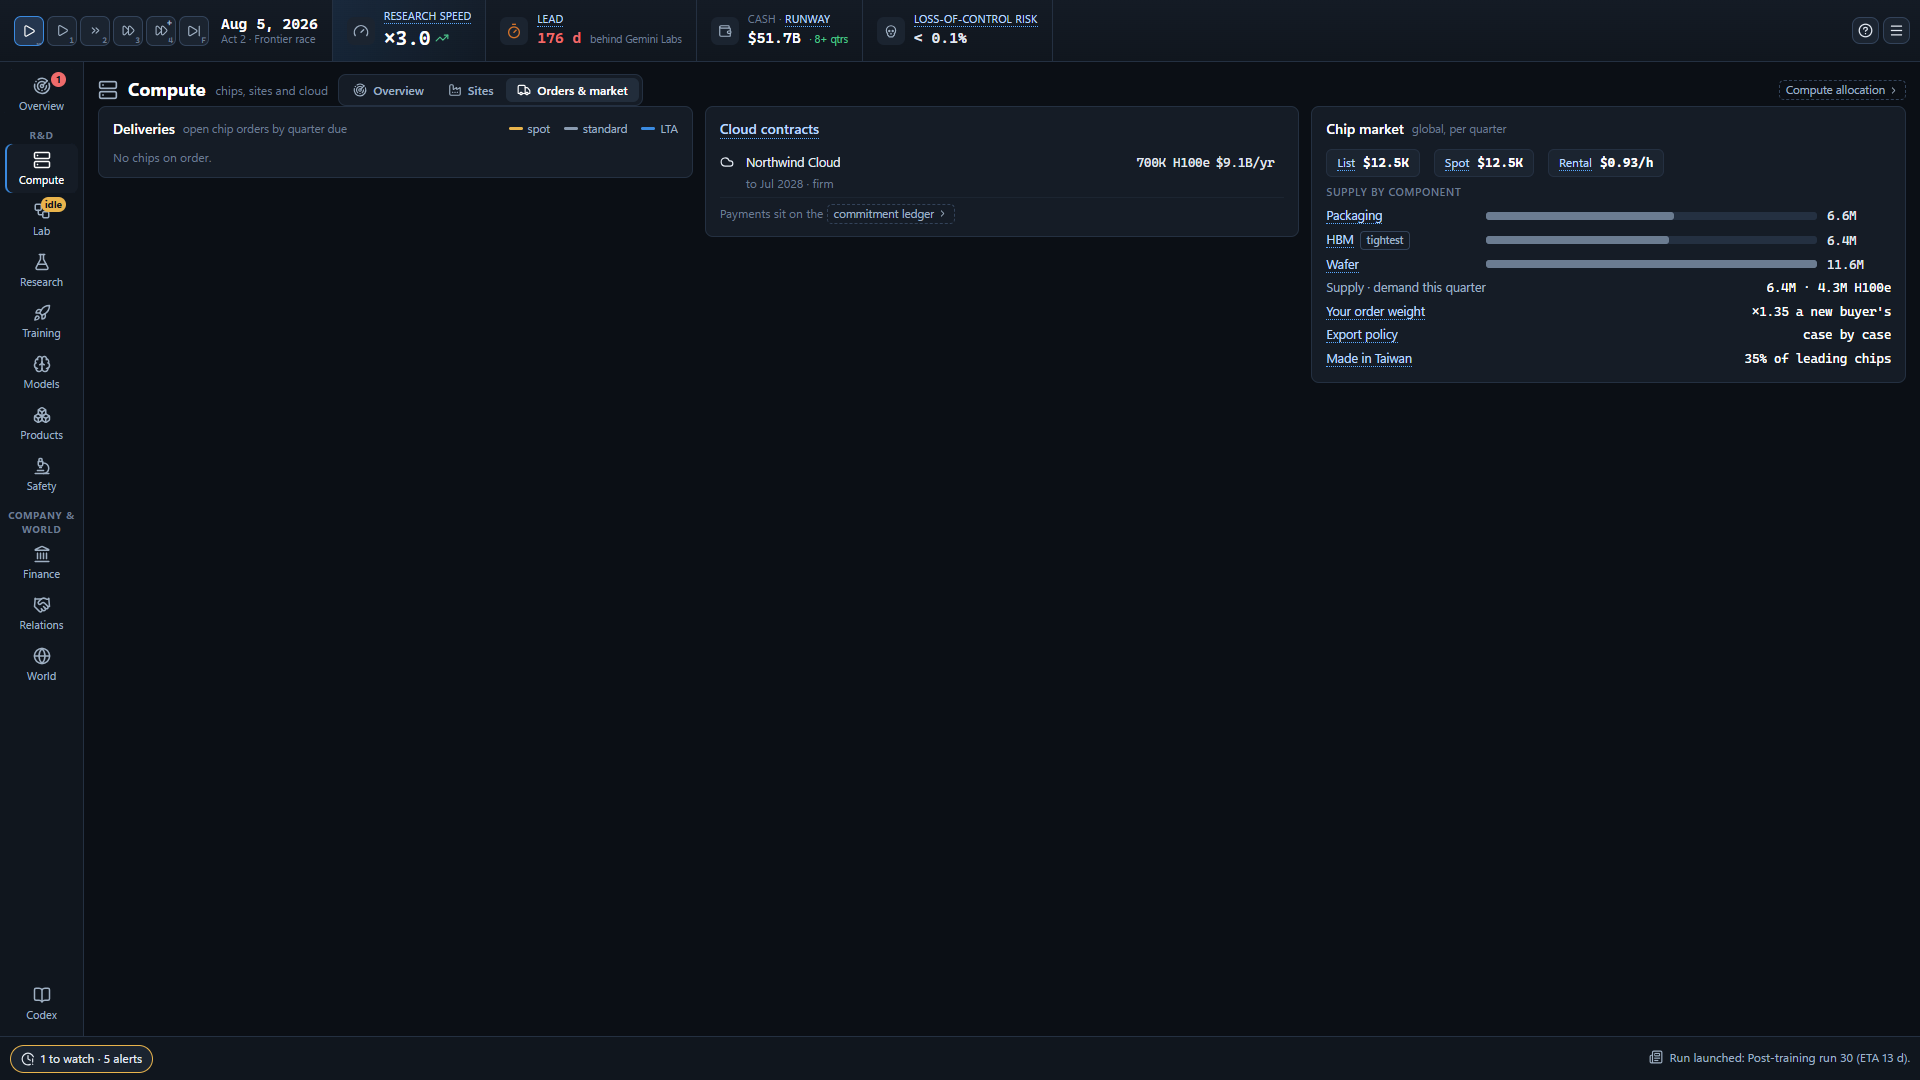 1
2
3
4
F
Aug 5, 2026
Act 2 · Frontier race
RESEARCH SPEED
×3.0
LEAD
176 d behind Gemini Labs
CASH · RUNWAY
$51.7B · 8+ qtrs
LOSS-OF-CONTROL RISK
< 0.1%
1
Overview
R&D
Compute
idle
Lab
Research
Training
Models
Products
Safety
COMPANY &
WORLD
Finance
Relations
World
Codex
Compute chips, sites and cloud
Overview
Sites
Orders & market
Compute allocation ›
Deliveries open chip orders by quarter due
spot standard LTA
No chips on order.
Cloud contracts
Northwind Cloud 700K H100e $9.1B/yr
to Jul 2028 · firm
Payments sit on the commitment ledger ›
Chip market global, per quarter
List $12.5K
Spot $12.5K
Rental $0.93/h
SUPPLY BY COMPONENT
Packaging 6.6M
HBM tightest 6.4M
Wafer 11.6M
Supply · demand this quarter 6.4M · 4.3M H100e
Your order weight ×1.35 a new buyer's
Export policy case by case
Made in Taiwan 35% of leading chips
1 to watch · 5 alerts
Run launched: Post-training run 30 (ETA 13 d).